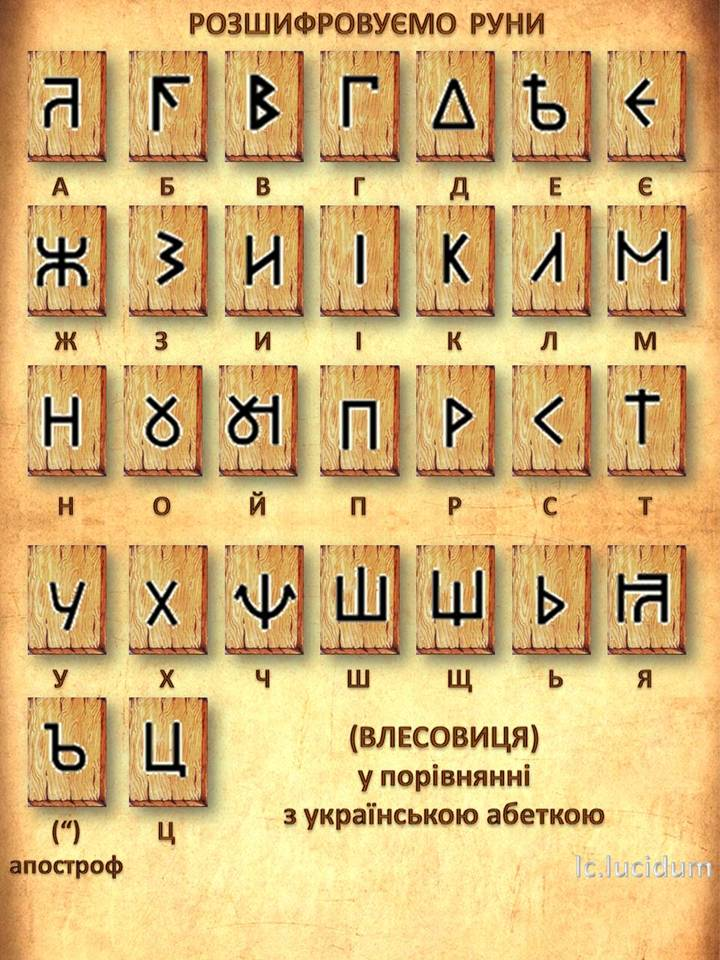 РОЗШИФРОВУЄМО РУНИ
А Б В Г Д Е Є
Ж З И І К Л М
Н О Й П Р С Т
У Х Ч Ш Щ Ь Я
(“) Ц
апостроф
(ВЛЕСОВИЦЯ)
у порівнянні
з українською абеткою
lc.lucidum